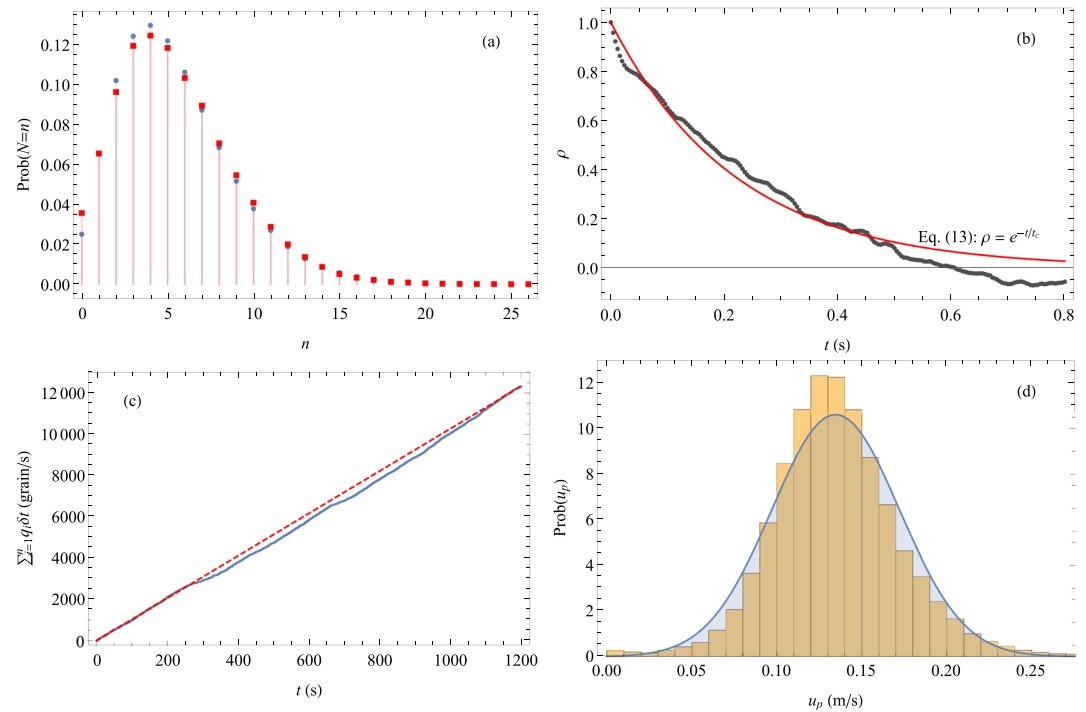 (a)
Prob(N=n)
0.12
0.10
0.08
0.06
0.04
0.02
0.00
0 5 10 15 20 25
n
(b)
ρ
1.0
0.8
0.6
0.4
0.2
0.0
Eq. (13): ρ = e^{-t/t_c}
0.0 0.2 0.4 0.6 0.8
t (s)
(c)
∑_{i=1}^{n} q_i δt (grain/s)
12 000
10 000
8000
6000
4000
2000
0
0 200 400 600 800 1000 1200
t (s)
(d)
Prob(u_p)
12
10
8
6
4
2
0
0.00 0.05 0.10 0.15 0.20 0.25
u_p (m/s)